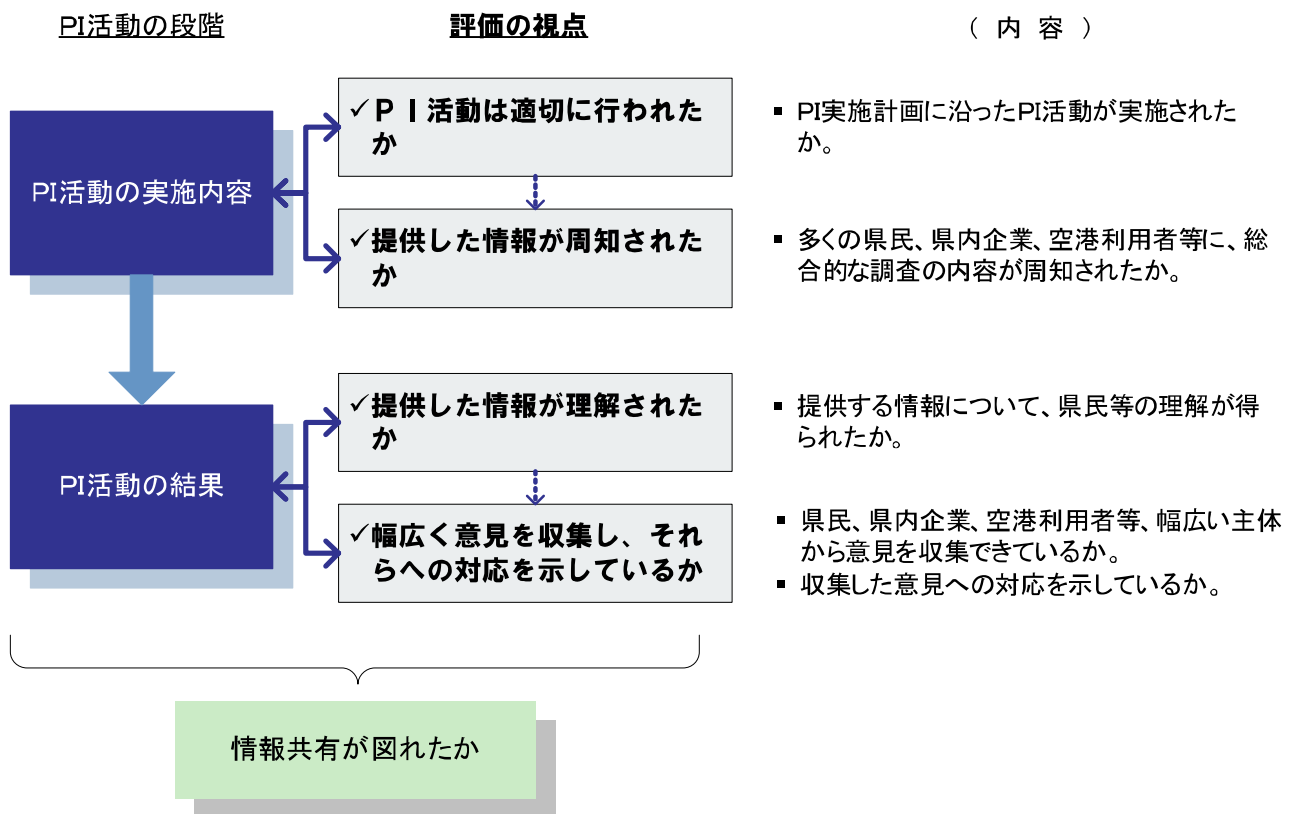 PI活動の段階
評価の視点
（ 内 容 ）
PI活動の実施内容
✓ＰＩ活動は適切に行われた
か
▪ PI実施計画に沿ったPI活動が実施された
か。
✓提供した情報が周知された
か
▪ 多くの県民、県内企業、空港利用者等に、総
合的な調査の内容が周知されたか。
PI活動の結果
✓提供した情報が理解された
か
▪ 提供する情報について、県民等の理解が得
られたか。
✓幅広く意見を収集し、それ
らへの対応を示しているか
▪ 県民、県内企業、空港利用者等、幅広い主体
から意見を収集できているか。
▪ 収集した意見への対応を示しているか。
情報共有が図れたか